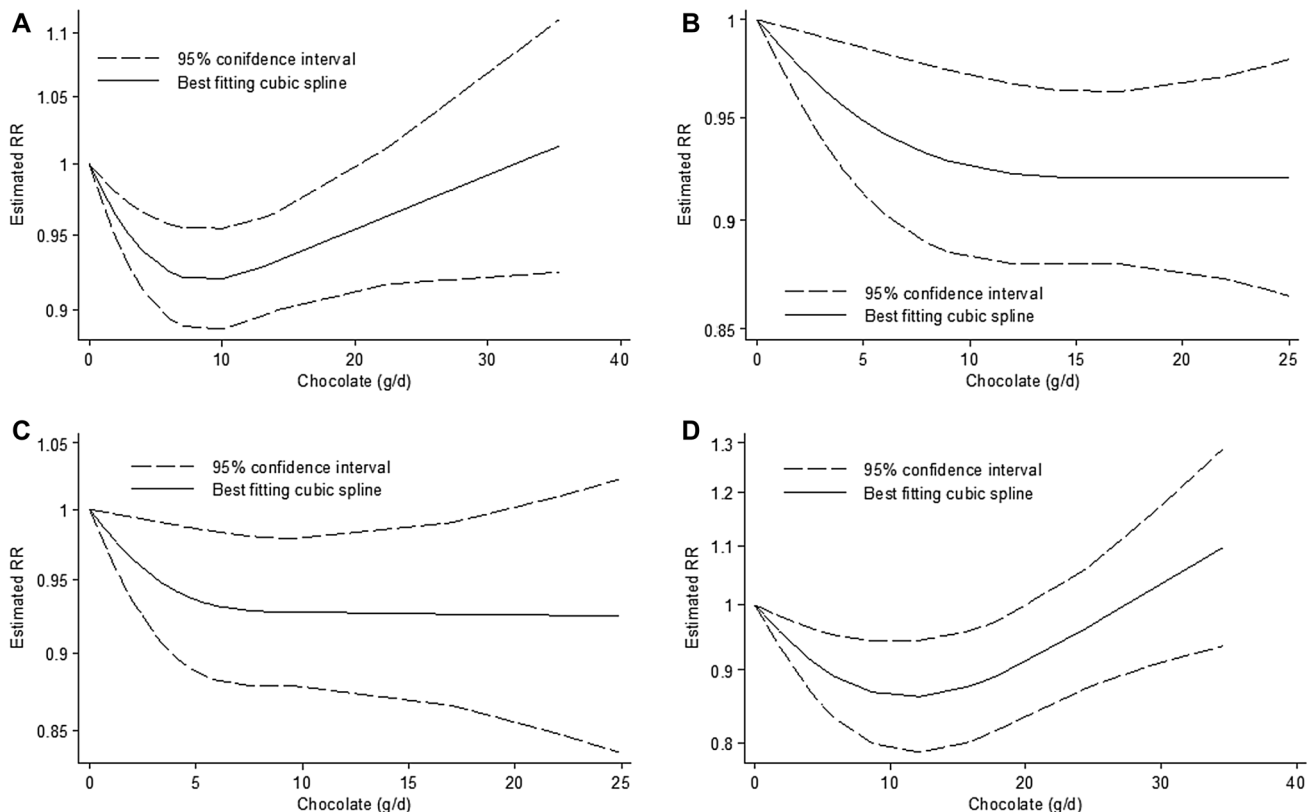 A
1.1
1.05
1
0.95
0.9
Estimated RR
95% conifdence interval
Best fitting cubic spline
0 10 20 30 40
Chocolate (g/d)
B
1
0.95
0.9
0.85
Estimated RR
95% confidence interval
Best fitting cubic spline
0 5 10 15 20 25
Chocolate (g/d)
C
1.05
1
0.95
0.9
0.85
Estimated RR
95% confidence interval
Best fitting cubic spline
0 5 10 15 20 25
Chocolate (g/d)
D
1.3
1.2
1.1
1
0.9
0.8
Estimated RR
95% confidence interval
Best fitting cubic spline
0 10 20 30 40
Chocolate (g/d)